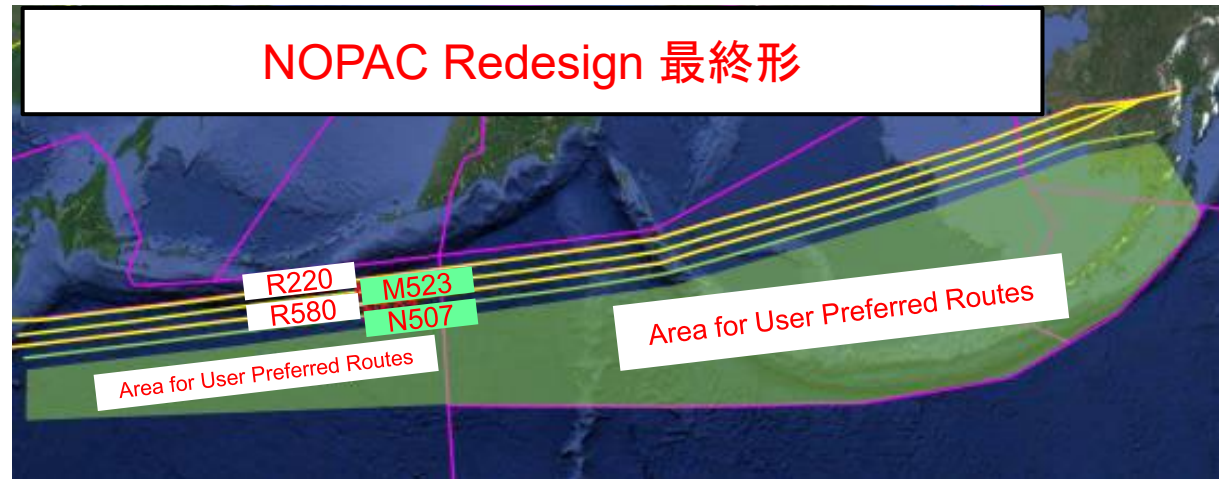 NOPAC Redesign 最終形
R220
M523
R580
N507
Area for User Preferred Routes
Area for User Preferred Routes